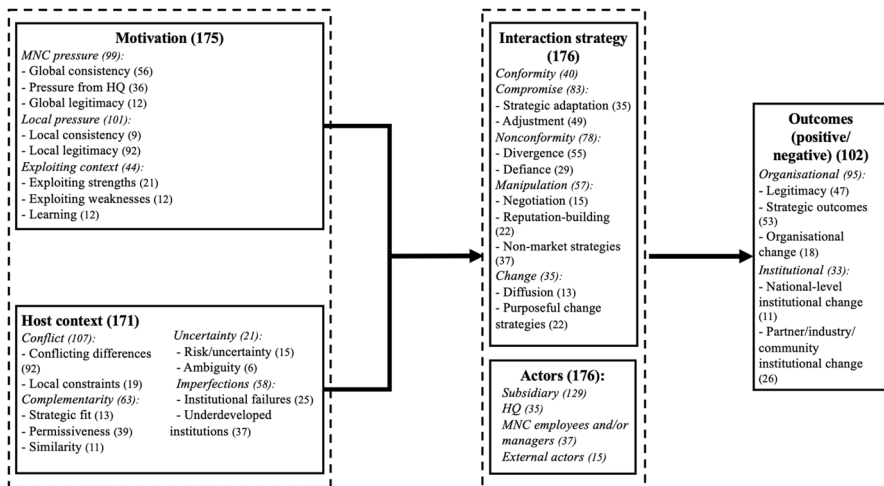 Motivation (175)
MNC pressure (99):
- Global consistency (56)
- Pressure from HQ (36)
- Global legitimacy (12)
Local pressure (101):
- Local consistency (9)
- Local legitimacy (92)
Exploiting context (44):
- Exploiting strengths (21)
- Exploiting weaknesses (12)
- Learning (12)
Host context (171)
Conflict (107):
- Conflicting differences
(92)
- Local constraints (19)
Complementarity (63):
- Strategic fit (13)
- Permissiveness (39)
- Similarity (11)
Uncertainty (21):
- Risk/uncertainty (15)
- Ambiguity (6)
Imperfections (58):
- Institutional failures (25)
- Underdeveloped
institutions (37)
Interaction strategy
(176)
Conformity (40)
Compromise (83):
- Strategic adaptation (35)
- Adjustment (49)
Nonconformity (78):
- Divergence (55)
- Defiance (29)
Manipulation (57):
- Negotiation (15)
- Reputation-building
(22)
- Non-market strategies
(37)
Change (35):
- Diffusion (13)
- Purposeful change
strategies (22)
Actors (176):
Subsidiary (129)
HQ (35)
MNC employees and/or
managers (37)
External actors (15)
Outcomes
(positive/
negative) (102)
Organisational (95):
- Legitimacy (47)
- Strategic outcomes
(53)
- Organisational
change (18)
Institutional (33):
- National-level
institutional change
(11)
- Partner/industry/
community
institutional change
(26)